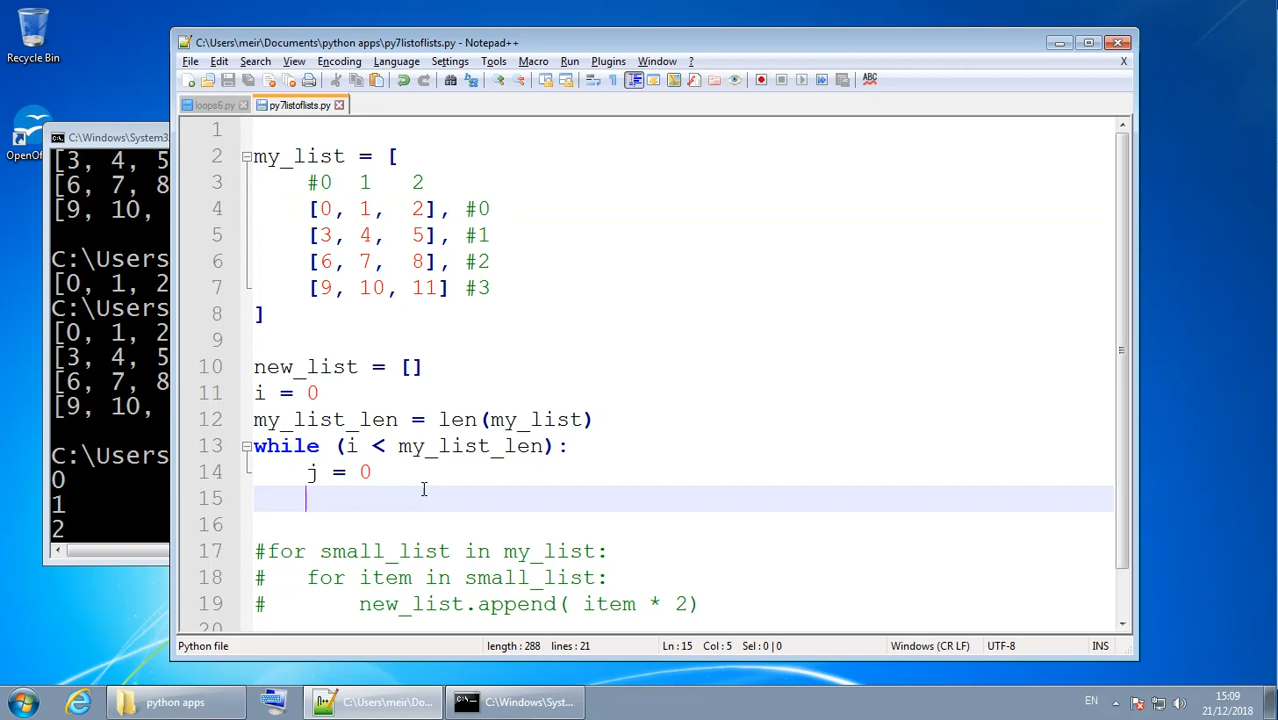 Recycle Bin
OpenOf
C:\Windows\System3
[3, 4, 5
[6, 7, 8
[9, 10,
C:\Users
[0, 1, 2
C:\Users
[0, 1, 2
[3, 4, 5
[6, 7, 8
[9, 10,
C:\Users
0
1
2
C:\Users\meir\Documents\python apps\py7listoflists.py - Notepad++
File Edit Search View Encoding Language Settings Tools Macro Run Plugins Window ? X
ABC
loops6.py py7listoflists.py
1
2 my_list = [
3 #0 1 2
4 [0, 1, 2], #0
5 [3, 4, 5], #1
6 [6, 7, 8], #2
7 [9, 10, 11] #3
8 ]
9
10 new_list = []
11 i = 0
12 my_list_len = len(my_list)
13 while (i < my_list_len):
14 j = 0
15
16
17 #for small_list in my_list:
18 # for item in small_list:
19 # new_list.append( item * 2)
20
Python file length : 288 lines : 21 Ln : 15 Col : 5 Sel : 0 | 0 Windows (CR LF) UTF-8 INS
python apps C:\Users\meir\Do... C:\Windows\Syst... EN 15:09
21/12/2018